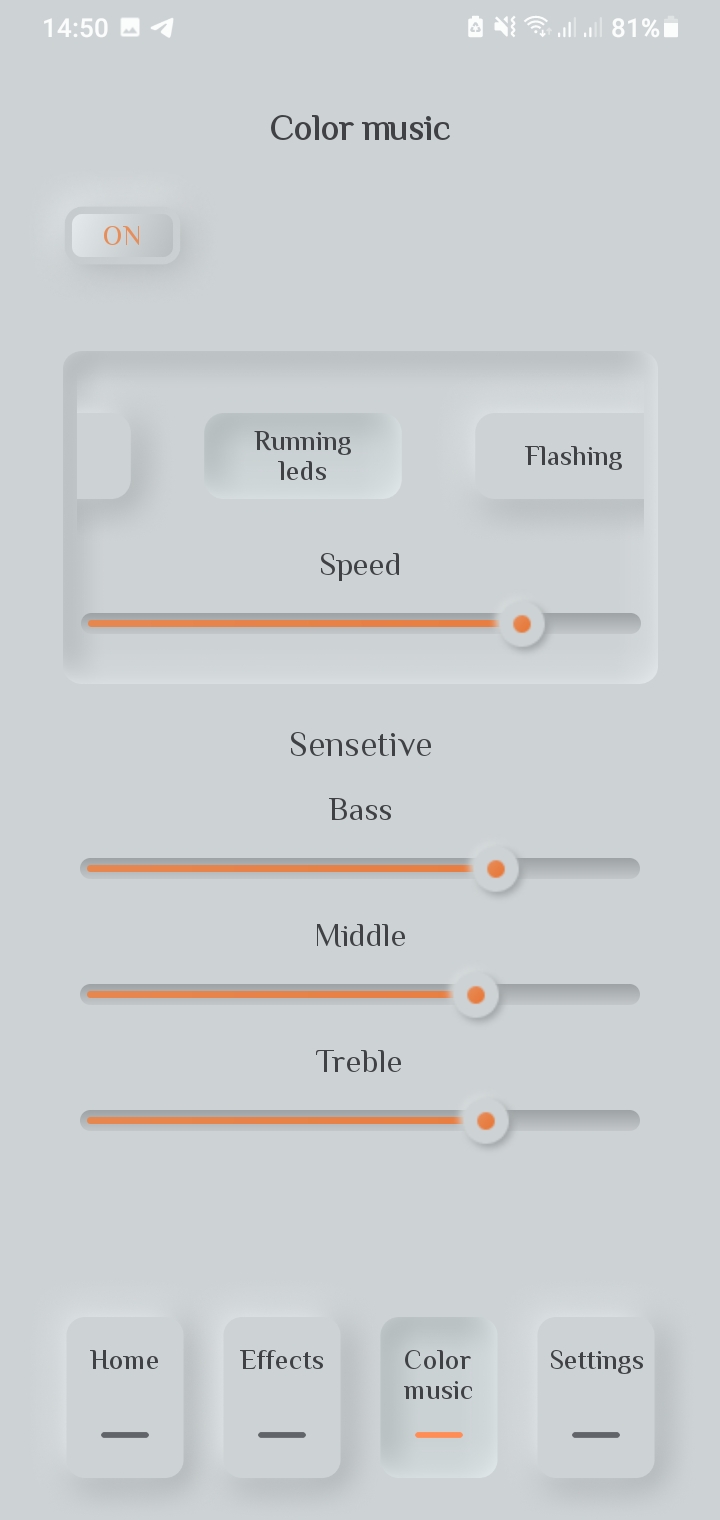 14:50 81%
Color music
ON
Running
leds
Flashing
Speed
Sensetive
Bass
Middle
Treble
Home Effects Color Settings
music